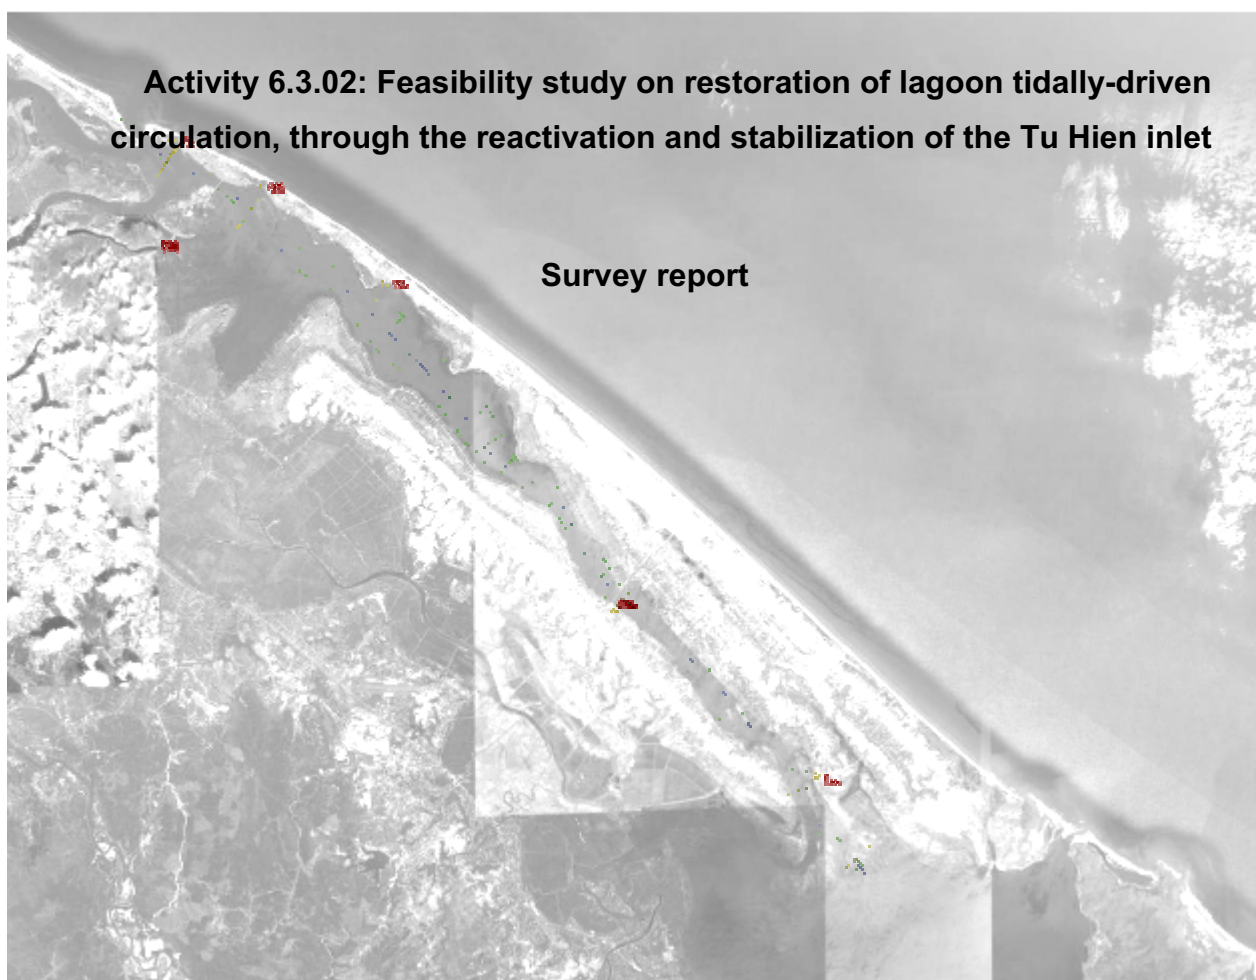 Activity 6.3.02: Feasibility study on restoration of lagoon tidally-driven
circulation, through the reactivation and stabilization of the Tu Hien inlet
Survey report